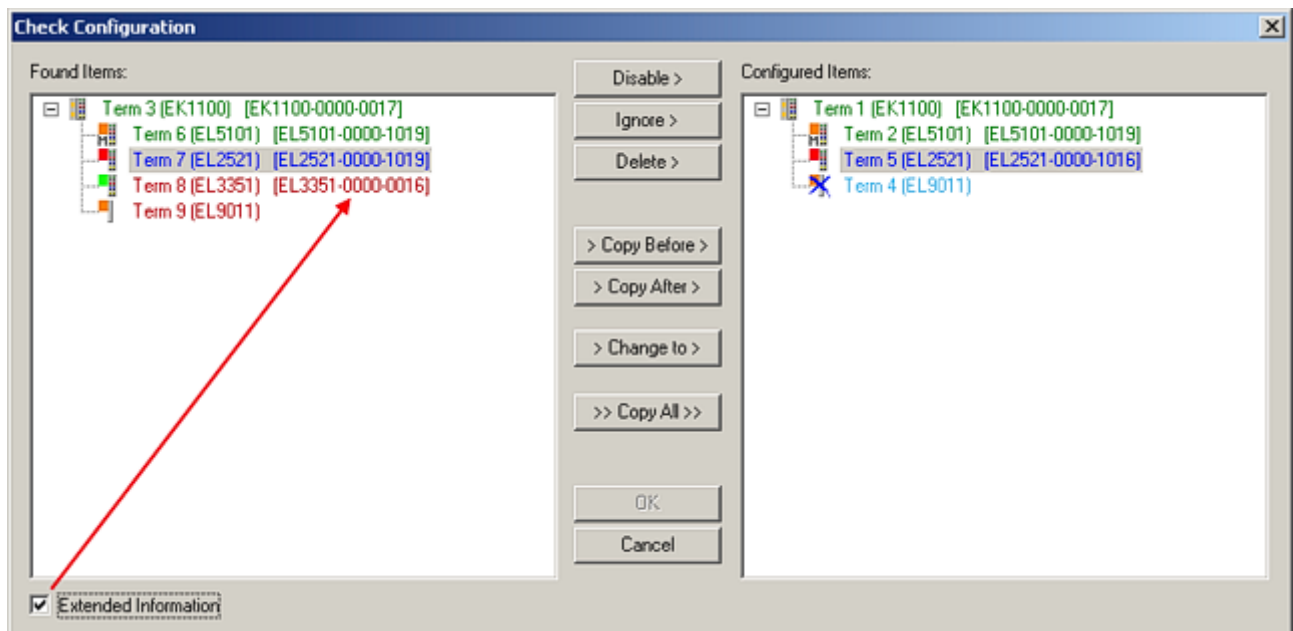 Check Configuration
Found Items:
Term 3 (EK1100) [EK1100-0000-0017]
Term 6 (EL5101) [EL5101-0000-1019]
Term 7 (EL2521) [EL2521-0000-1019]
Term 8 (EL3351) [EL3351-0000-0016]
Term 9 (EL9011)
Extended Information
Disable >
Ignore >
Delete >
> Copy Before >
> Copy After >
> Change to >
>> Copy All >>
OK
Cancel
Configured Items:
Term 1 (EK1100) [EK1100-0000-0017]
Term 2 (EL5101) [EL5101-0000-1019]
Term 5 (EL2521) [EL2521-0000-1016]
Term 4 (EL9011)